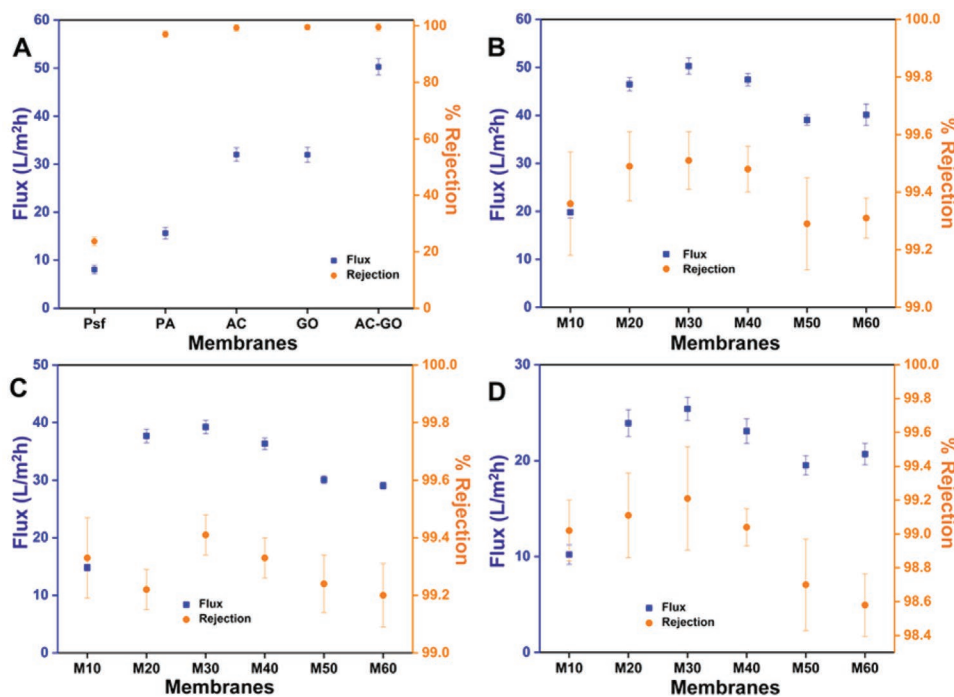 A
Flux (L/m²h)
60
50
40
30
20
10
0
100
80
60
40
20
0
% Rejection
Flux
Rejection
Psf PA AC GO AC-GO
Membranes
B
Flux (L/m²h)
60
50
40
30
20
10
0
100.0
99.8
99.6
99.4
99.2
99.0
% Rejection
Flux
Rejection
M10 M20 M30 M40 M50 M60
Membranes
C
Flux (L/m²h)
50
40
30
20
10
0
100.0
99.8
99.6
99.4
99.2
99.0
% Rejection
Flux
Rejection
M10 M20 M30 M40 M50 M60
Membranes
D
Flux (L/m²h)
30
20
10
0
100.0
99.8
99.6
99.4
99.2
99.0
98.8
98.6
98.4
% Rejection
Flux
Rejection
M10 M20 M30 M40 M50 M60
Membranes